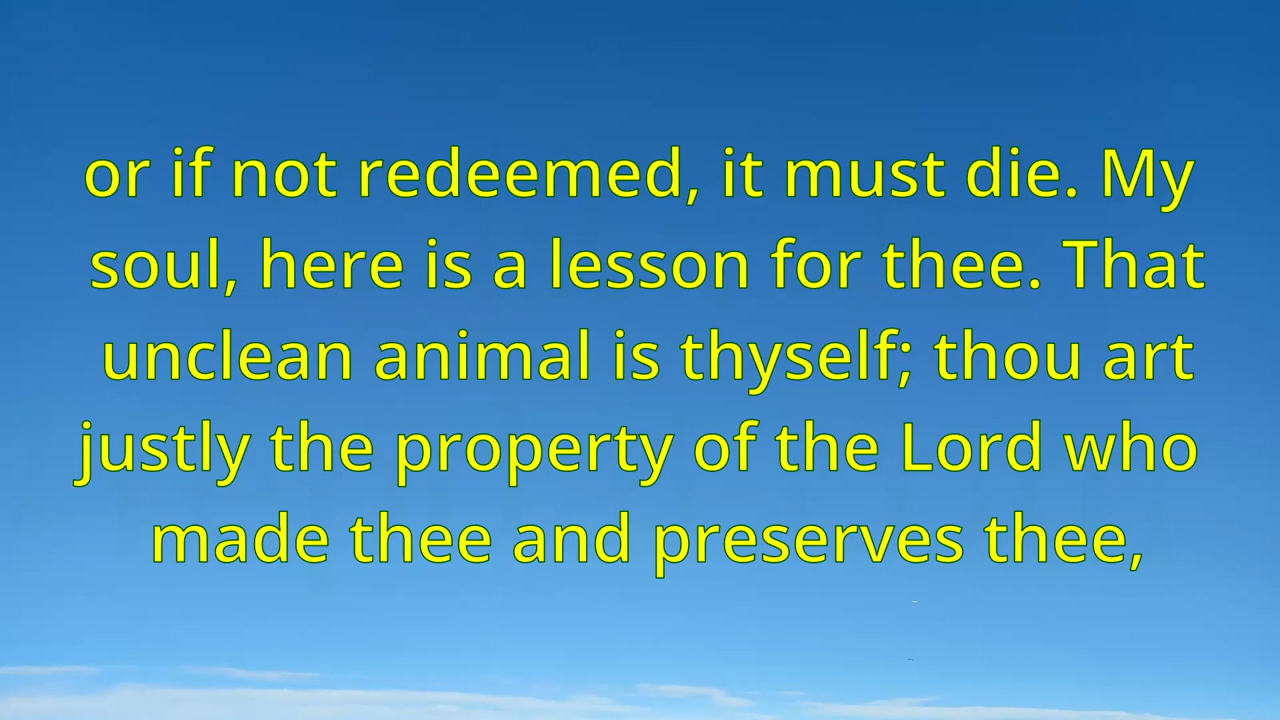 or if not redeemed, it must die. My
soul, here is a lesson for thee. That
unclean animal is thyself; thou art
justly the property of the Lord who
made thee and preserves thee,